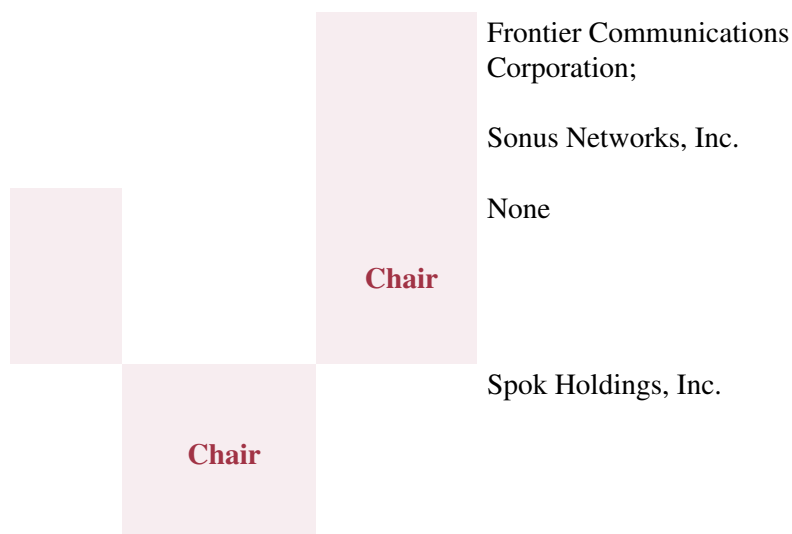 Frontier Communications
Corporation;
Sonus Networks, Inc.
None
Chair
Spok Holdings, Inc.
Chair